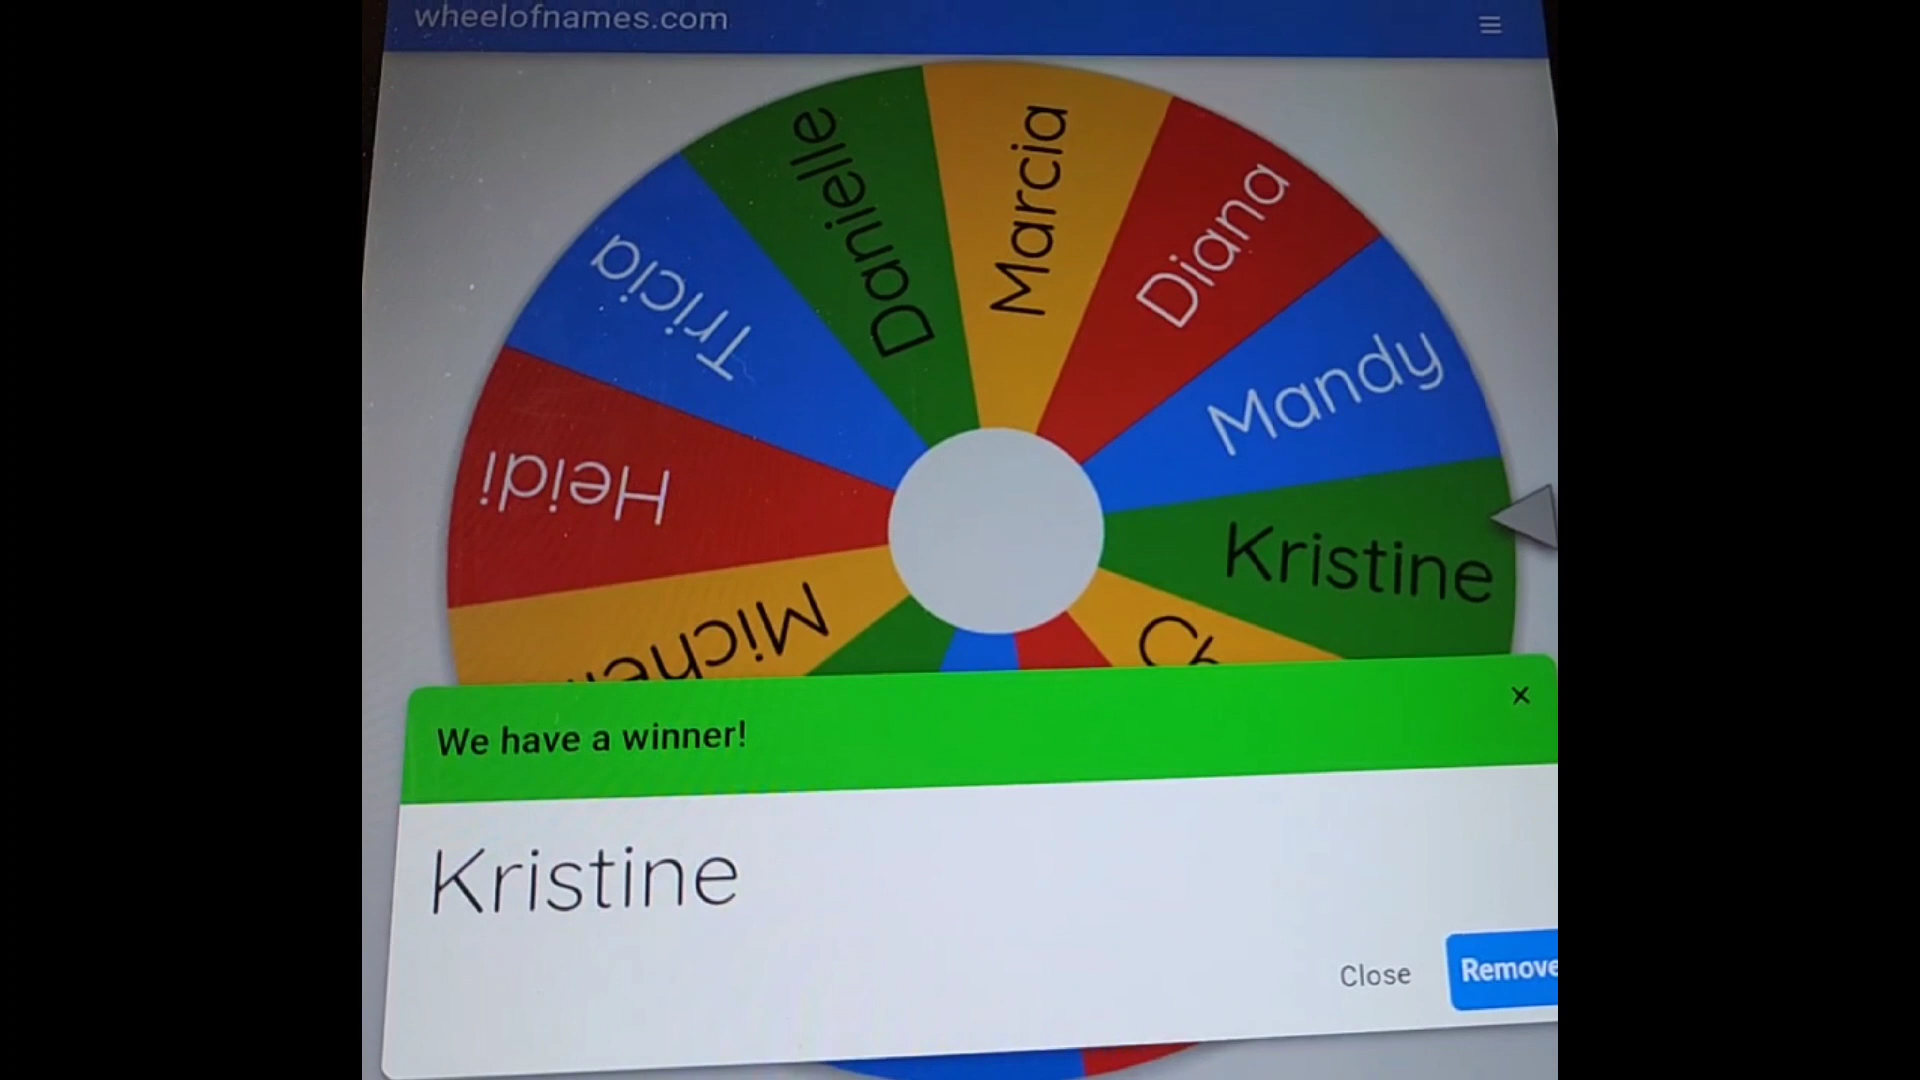 wheelofnames.com
Danielle
Marcia
Diana
Tricia
Mandy
Heidi
Kristine
We have a winner!
Kristine
Close
Remove